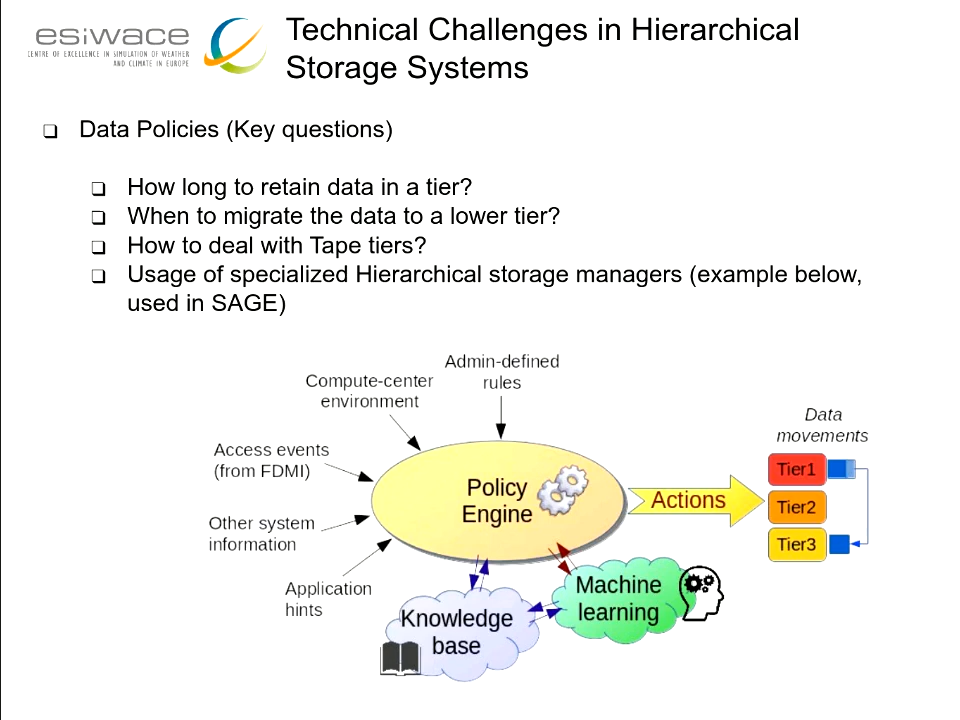 esiwace
CENTRE OF EXCELLENCE IN SIMULATION OF WEATHER
AND CLIMATE IN EUROPE
Technical Challenges in Hierarchical
Storage Systems
❑ Data Policies (Key questions)
❑ How long to retain data in a tier?
❑ When to migrate the data to a lower tier?
❑ How to deal with Tape tiers?
❑ Usage of specialized Hierarchical storage managers (example below,
used in SAGE)
Admin-defined
rules
Compute-center
environment
Access events
(from FDMI)
Other system
information
Application
hints
Policy
Engine
Actions
Data
movements
Tier1
Tier2
Tier3
Machine
learning
Knowledge
base